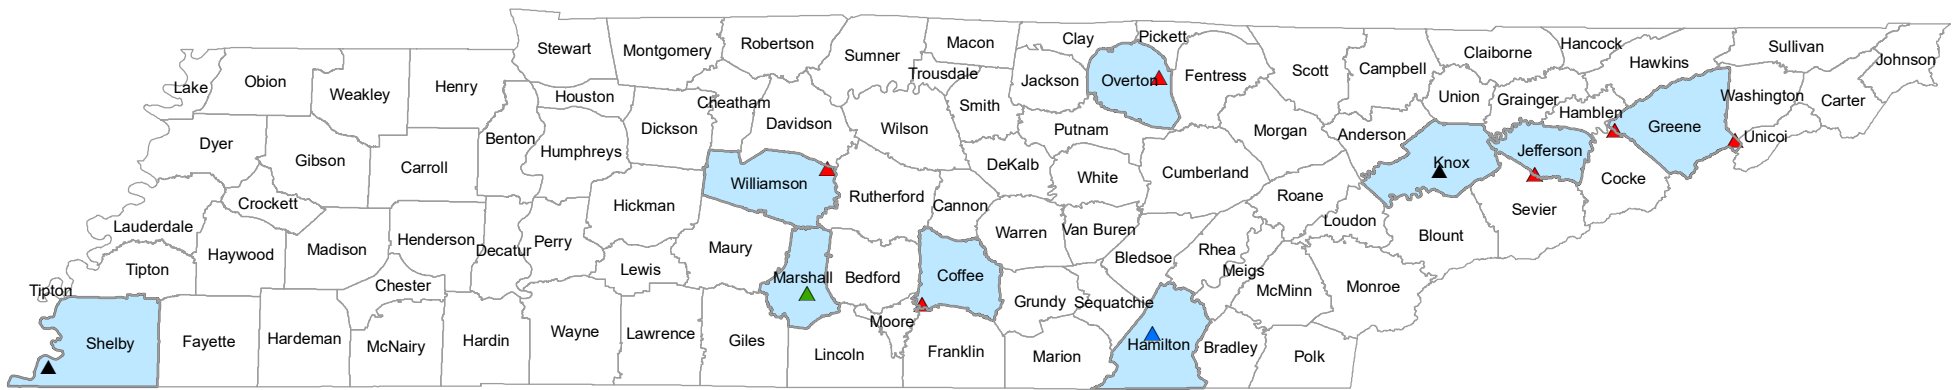 Stewart
Montgomery
Robertson
Sumner
Macon
Clay
Pickett
Claiborne
Hancock
Sullivan
Johnson
Lake
Obion
Weakley
Henry
Houston
Cheatham
Trousdale
Jackson
Overton
Fentress
Scott
Campbell
Hawkins
Union
Grainger
Washington
Carter
Dyer
Gibson
Carroll
Benton
Humphreys
Dickson
Davidson
Wilson
Smith
Putnam
Morgan
Anderson
Hamblen
Greene
Unicoi
Crockett
Williamson
Rutherford
DeKalb
White
Cumberland
Knox
Jefferson
Cocke
Lauderdale
Haywood
Madison
Henderson
Decatur
Perry
Hickman
Maury
Cannon
Warren
Van Buren
Roane
Loudon
Blount
Sevier
Tipton
Tipton
Chester
Lewis
Marshall
Bedford
Coffee
Grundy
Sequatchie
Bledsoe
Rhea
Meigs
McMinn
Monroe
Shelby
Fayette
Hardeman
McNairy
Hardin
Wayne
Lawrence
Giles
Lincoln
Moore
Franklin
Marion
Hamilton
Bradley
Polk